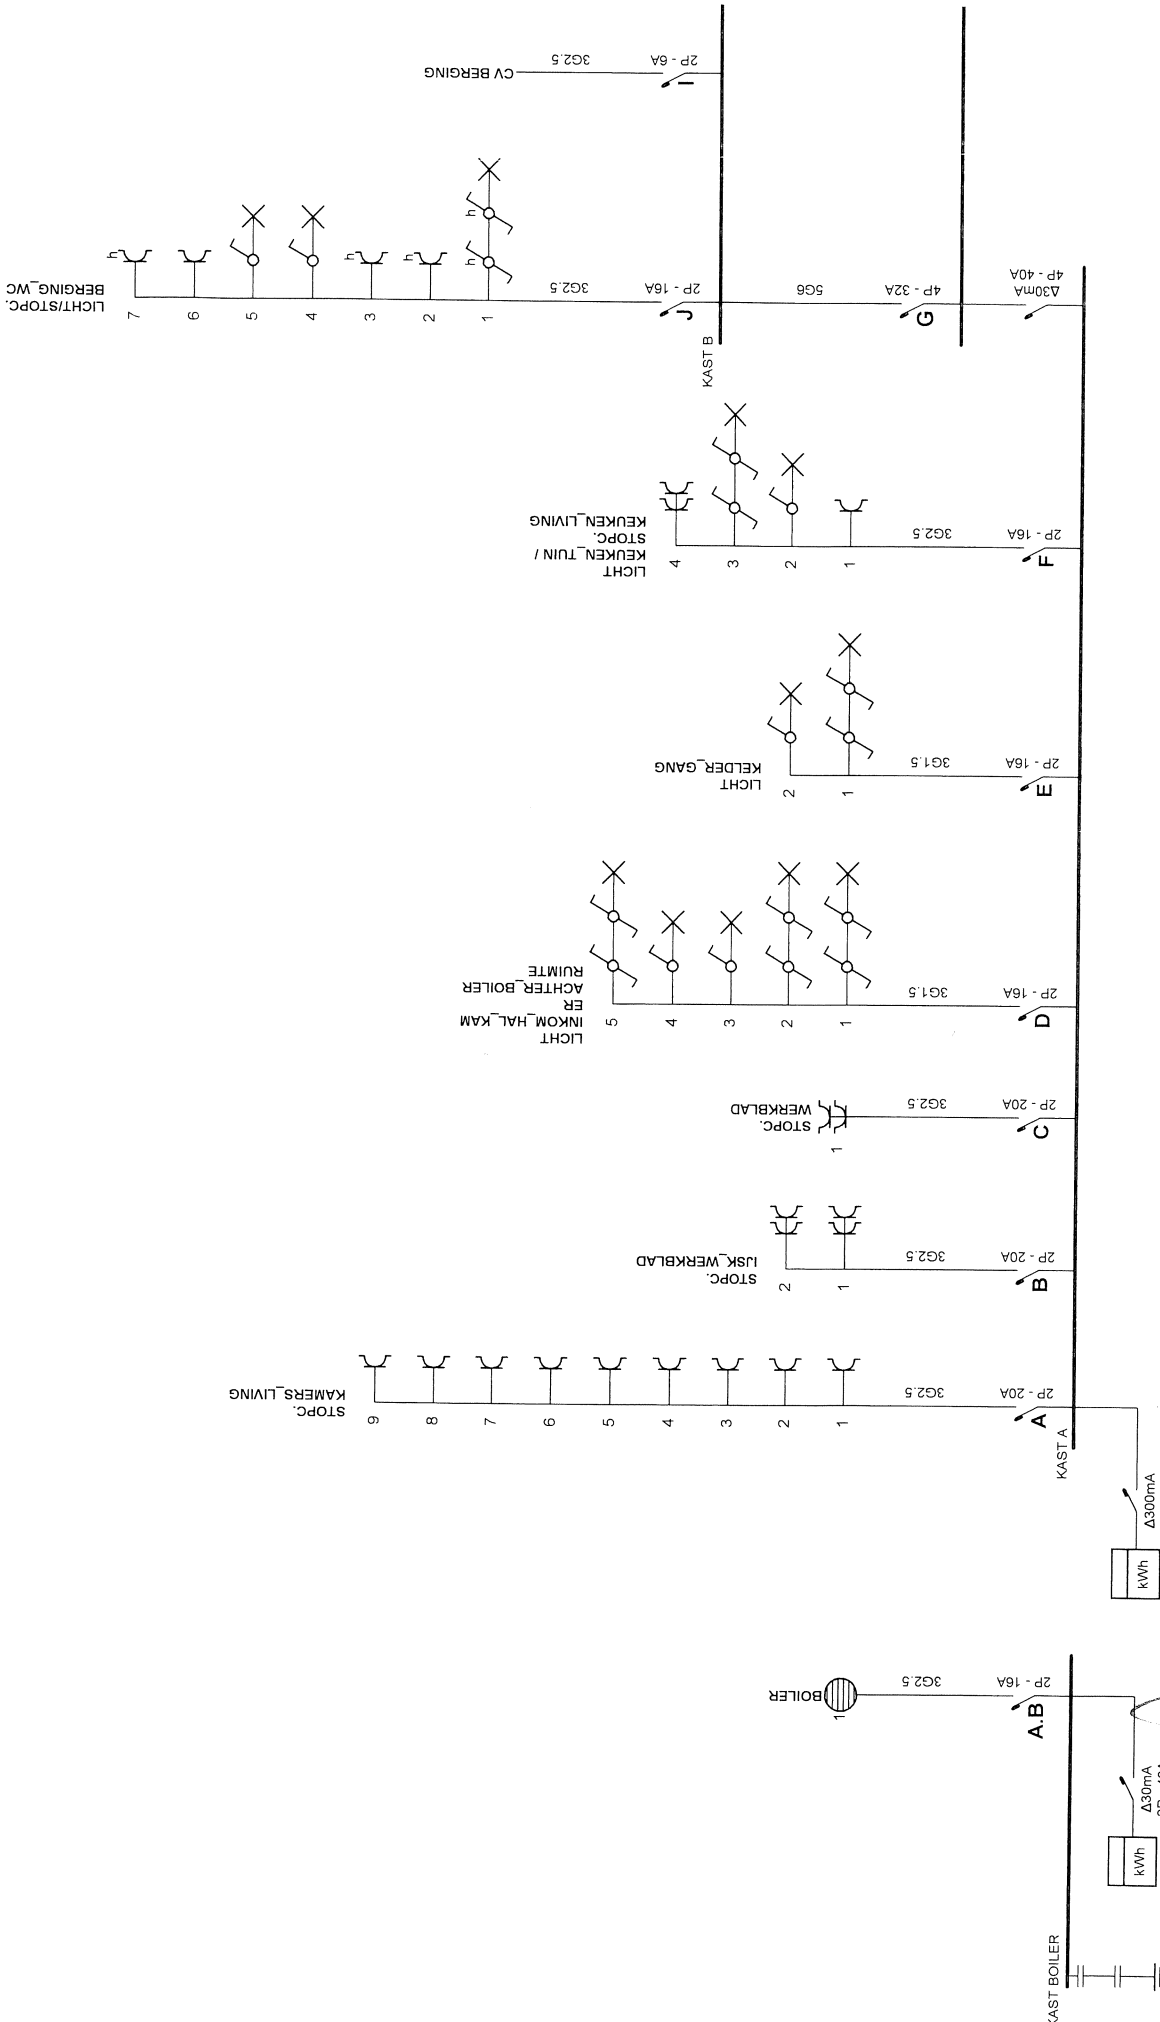 CV BERGING
3G2.5
2P - 6A
I
LICHT/STOPC.
BERGING_WC
7
6
5
4
3
2
1
h
h
h
h
h
3G2.5
2P - 16A
J
KAST B
5G6
4P - 32A
G
Δ30mA
4P - 40A
LICHT
KEUKEN_TUIN /
STOPC.
KEUKEN_LIVING
4
3
2
1
3G2.5
2P - 16A
F
LICHT
KELDER_GANG
2
1
3G1.5
2P - 16A
E
LICHT
INKOM_HAL_KAM
ER
ACHTER_BOILER
RUIMTE
5
4
3
2
1
3G1.5
2P - 16A
D
STOPC.
WERKBLAD
1
3G2.5
2P - 20A
C
STOPC.
IJSK_WERKBLAD
2
1
3G2.5
2P - 20A
B
STOPC.
KAMERS_LIVING
9
8
7
6
5
4
3
2
1
3G2.5
2P - 20A
A
KAST A
Δ300mA
kWh
BOILER
1
3G2.5
2P - 16A
A.B
Δ30mA
kWh
KAST BOILER